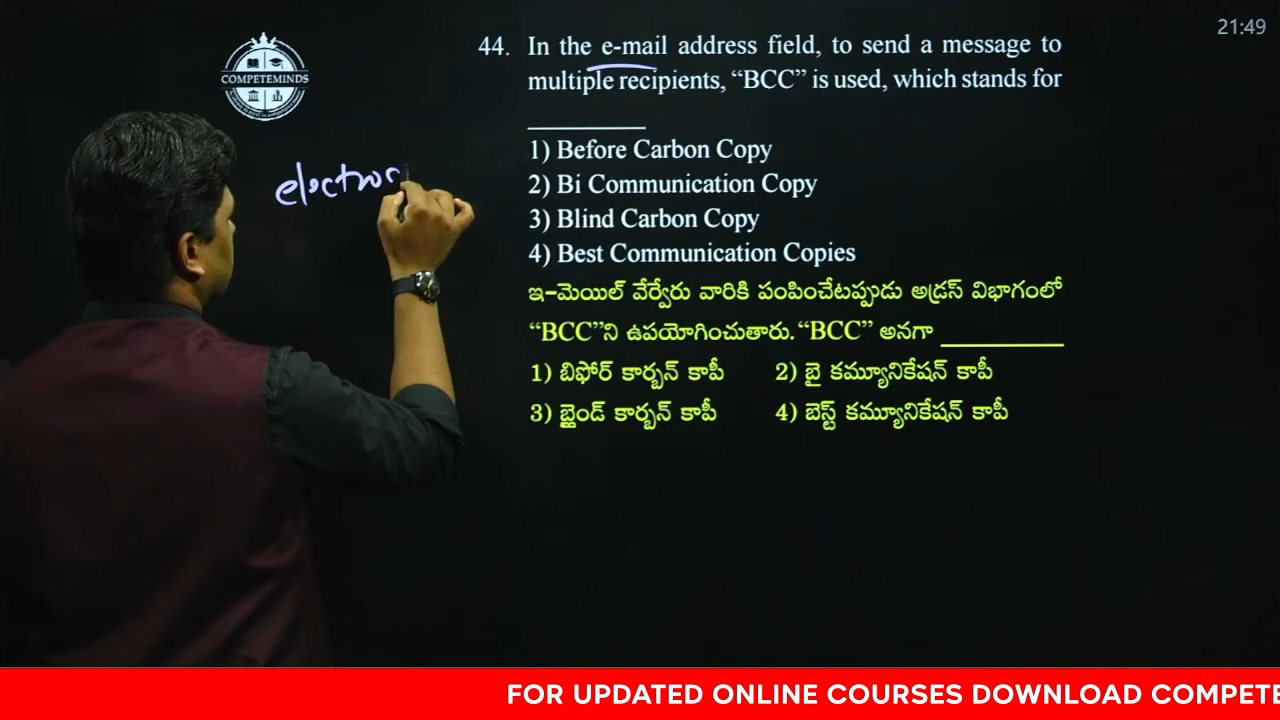 21:49
COMPETEMINDS
44. In the e-mail address field, to send a message to
multiple recipients, “BCC” is used, which stands for
__________
1) Before Carbon Copy
2) Bi Communication Copy
3) Blind Carbon Copy
4) Best Communication Copies
ఇ-మెయిల్ వేర్వేరు వారికి పంపించేటప్పుడు అడ్రస్ విభాగంలో
“BCC”ని ఉపయోగించుతారు. “BCC” అనగా __________
1) బిఫోర్ కార్బన్ కాపీ 2) బై కమ్యూనికేషన్ కాపీ
3) బ్లైండ్ కార్బన్ కాపీ 4) బెస్ట్ కమ్యూనికేషన్ కాపీ
electro
FOR UPDATED ONLINE COURSES DOWNLOAD COMPETE